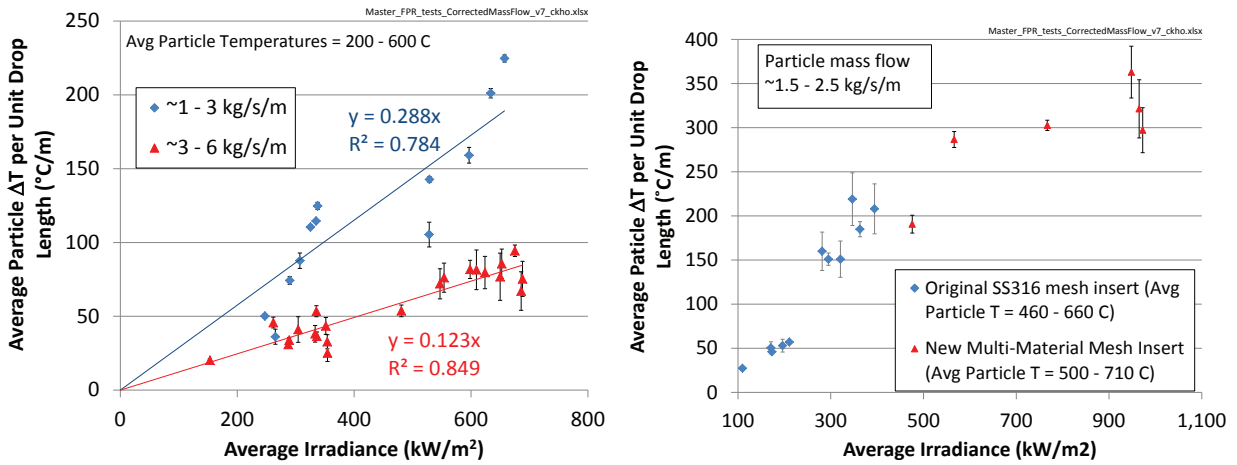 Master_FPR_tests_CorrectedMassFlow_v7_ckho.xlsx
Avg Particle Temperatures = 200 - 600 C
~1 - 3 kg/s/m
~3 - 6 kg/s/m
y = 0.288x
R² = 0.784
y = 0.123x
R² = 0.849
Average Particle ΔT per Unit Drop
Length (°C/m)
250
200
150
100
50
0
0
200
400
600
800
Average Irradiance (kW/m²)
Master_FPR_tests_CorrectedMassFlow_v7_ckho.xlsx
Particle mass flow
~1.5 - 2.5 kg/s/m
Average Paticle ΔT per Unit Drop
Length (°C/m)
400
350
300
250
200
150
100
50
0
Original SS316 mesh insert (Avg
Particle T = 460 - 660 C)
New Multi-Material Mesh Insert
(Avg Particle T = 500 - 710 C)
100
300
500
700
900
1,100
Average Irradiance (kW/m2)